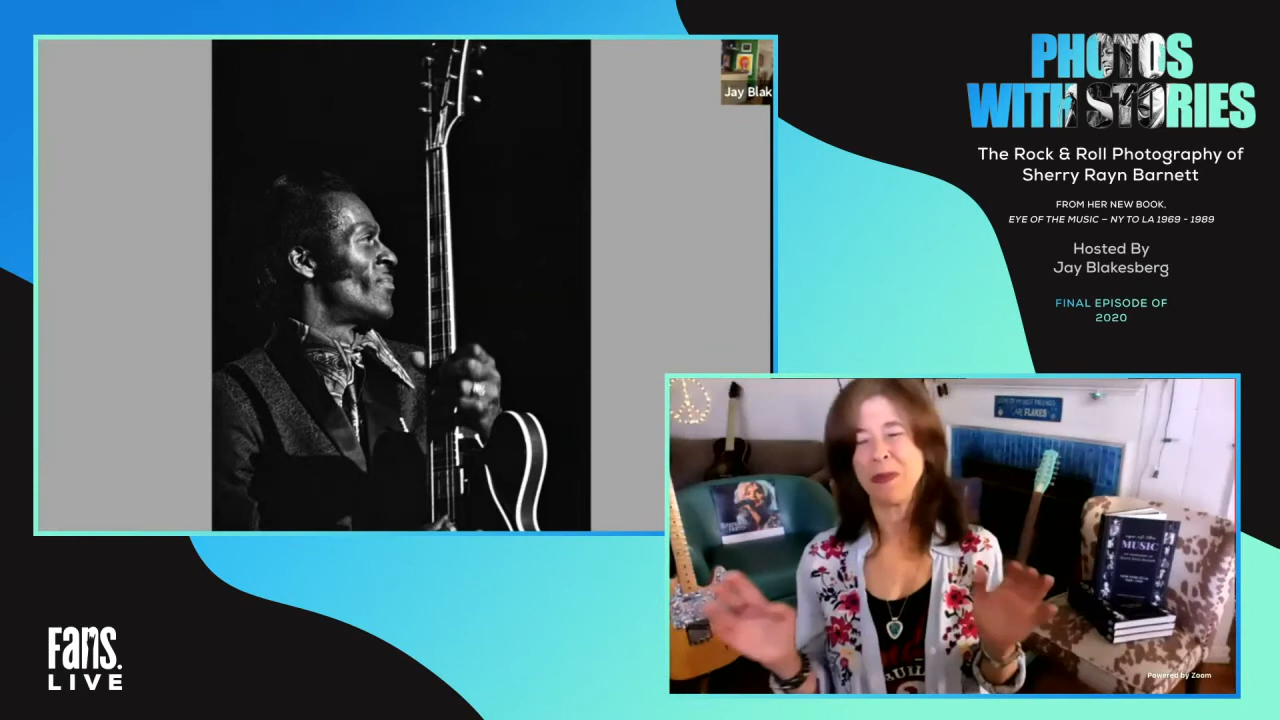 Jay Blak
PHOTOS
WITH STORIES
The Rock & Roll Photography of
Sherry Rayn Barnett
FROM HER NEW BOOK,
EYE OF THE MUSIC – NY TO LA 1969 - 1989
Hosted By
Jay Blakesberg
FINAL EPISODE OF
2020
ARE FLAKES
MUSIC
Powered by Zoom
Fans.
LIVE